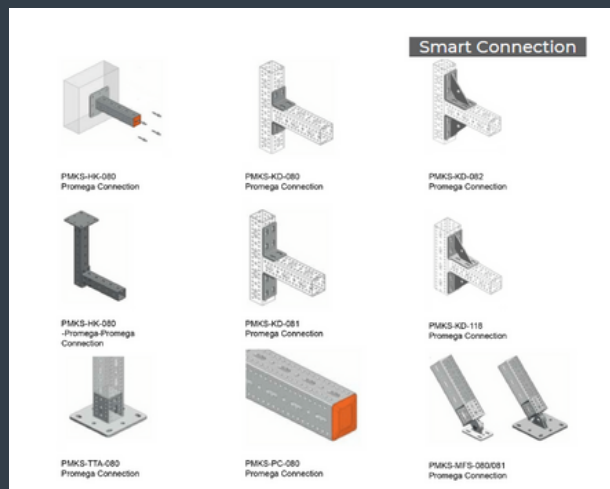 Smart Connection
PMKS-HK-080
Promega Connection
PMKS-KD-080
Promega Connection
PMKS-KD-082
Promega Connection
PMKS-HK-080
-Promega-Promega
Connection
PMKS-KD-081
Promega Connection
PMKS-KD-118
Promega Connection
PMKS-TTA-080
Promega Connection
PMKS-PC-080
Promega Connection
PMKS-MFS-080/081
Promega Connection